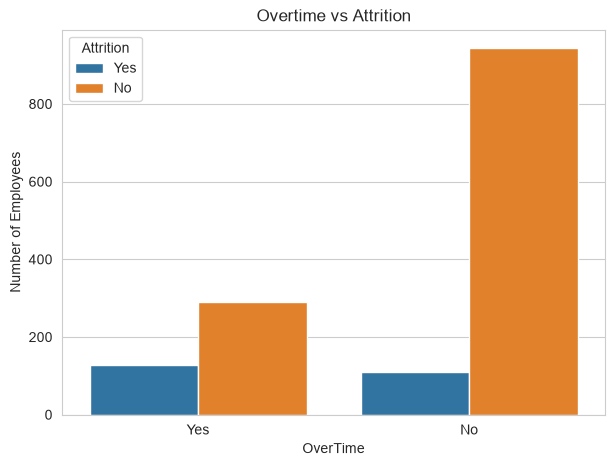 Overtime vs Attrition
Attrition
Yes
No
800
600
400
200
0
Number of Employees
Yes
No
OverTime